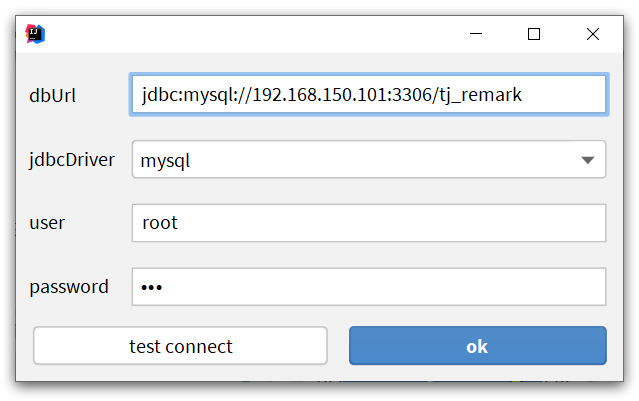 dbUrl jdbc:mysql://192.168.150.101:3306/tj_remark
jdbcDriver mysql
user root
password •••
test connect ok